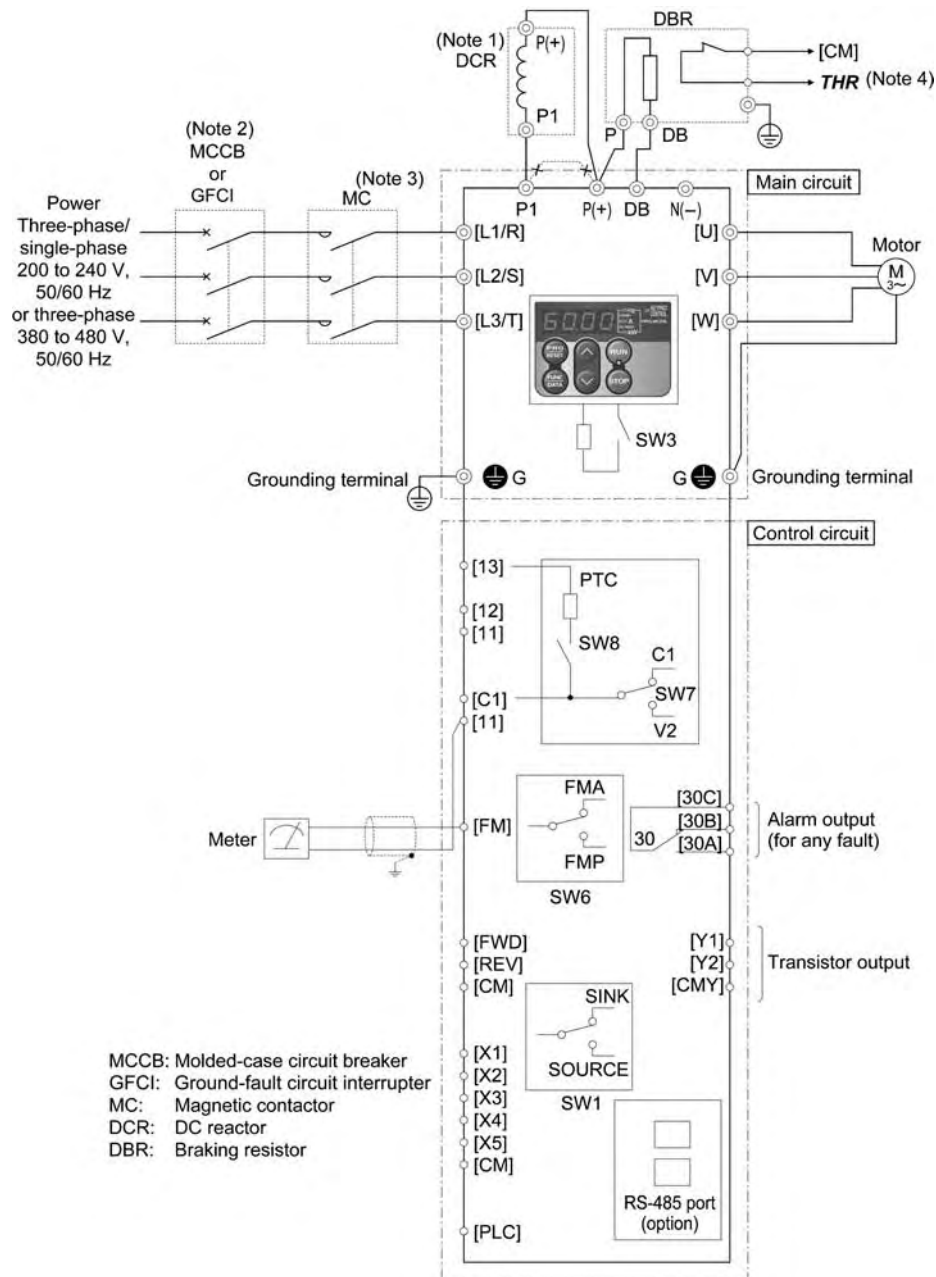 DBR
(Note 1)
DCR
P(+)
P1
[CM]
THR (Note 4)
P
DB
(Note 2)
MCCB
or
GFCI
(Note 3)
MC
Main circuit
P1
P(+)
DB
N(−)
Power
Three-phase/
single-phase
200 to 240 V,
50/60 Hz
or three-phase
380 to 480 V,
50/60 Hz
[L1/R]
[L2/S]
[L3/T]
[U]
[V]
[W]
Motor
M
3~
60.00
PRG
RESET
RUN
FUNC
DATA
STOP
SW3
Grounding terminal
G
G
Grounding terminal
Control circuit
[13]
[12]
[11]
[C1]
[11]
PTC
SW8
C1
SW7
V2
Meter
[FM]
FMA
FMP
SW6
30
[30C]
[30B]
[30A]
Alarm output
(for any fault)
[FWD]
[REV]
[CM]
[Y1]
[Y2]
[CMY]
Transistor output
SINK
SOURCE
SW1
[X1]
[X2]
[X3]
[X4]
[X5]
[CM]
[PLC]
RS-485 port
(option)
MCCB: Molded-case circuit breaker
GFCI: Ground-fault circuit interrupter
MC: Magnetic contactor
DCR: DC reactor
DBR: Braking resistor